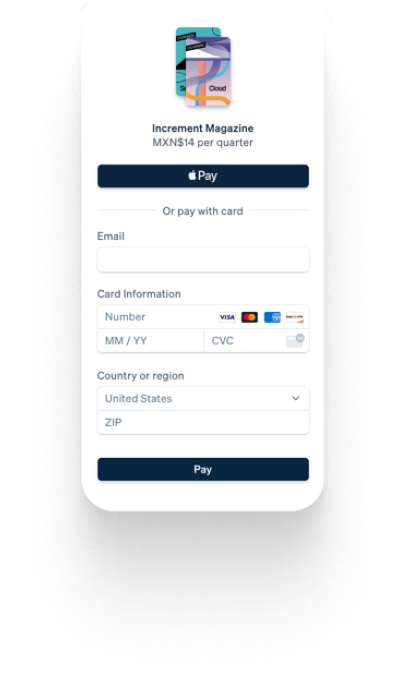 Cloud
Increment Magazine
MXN$14 per quarter
Pay
Or pay with card
Email
Card Information
Number VISA
MM / YY CVC
Country or region
United States
ZIP
Pay